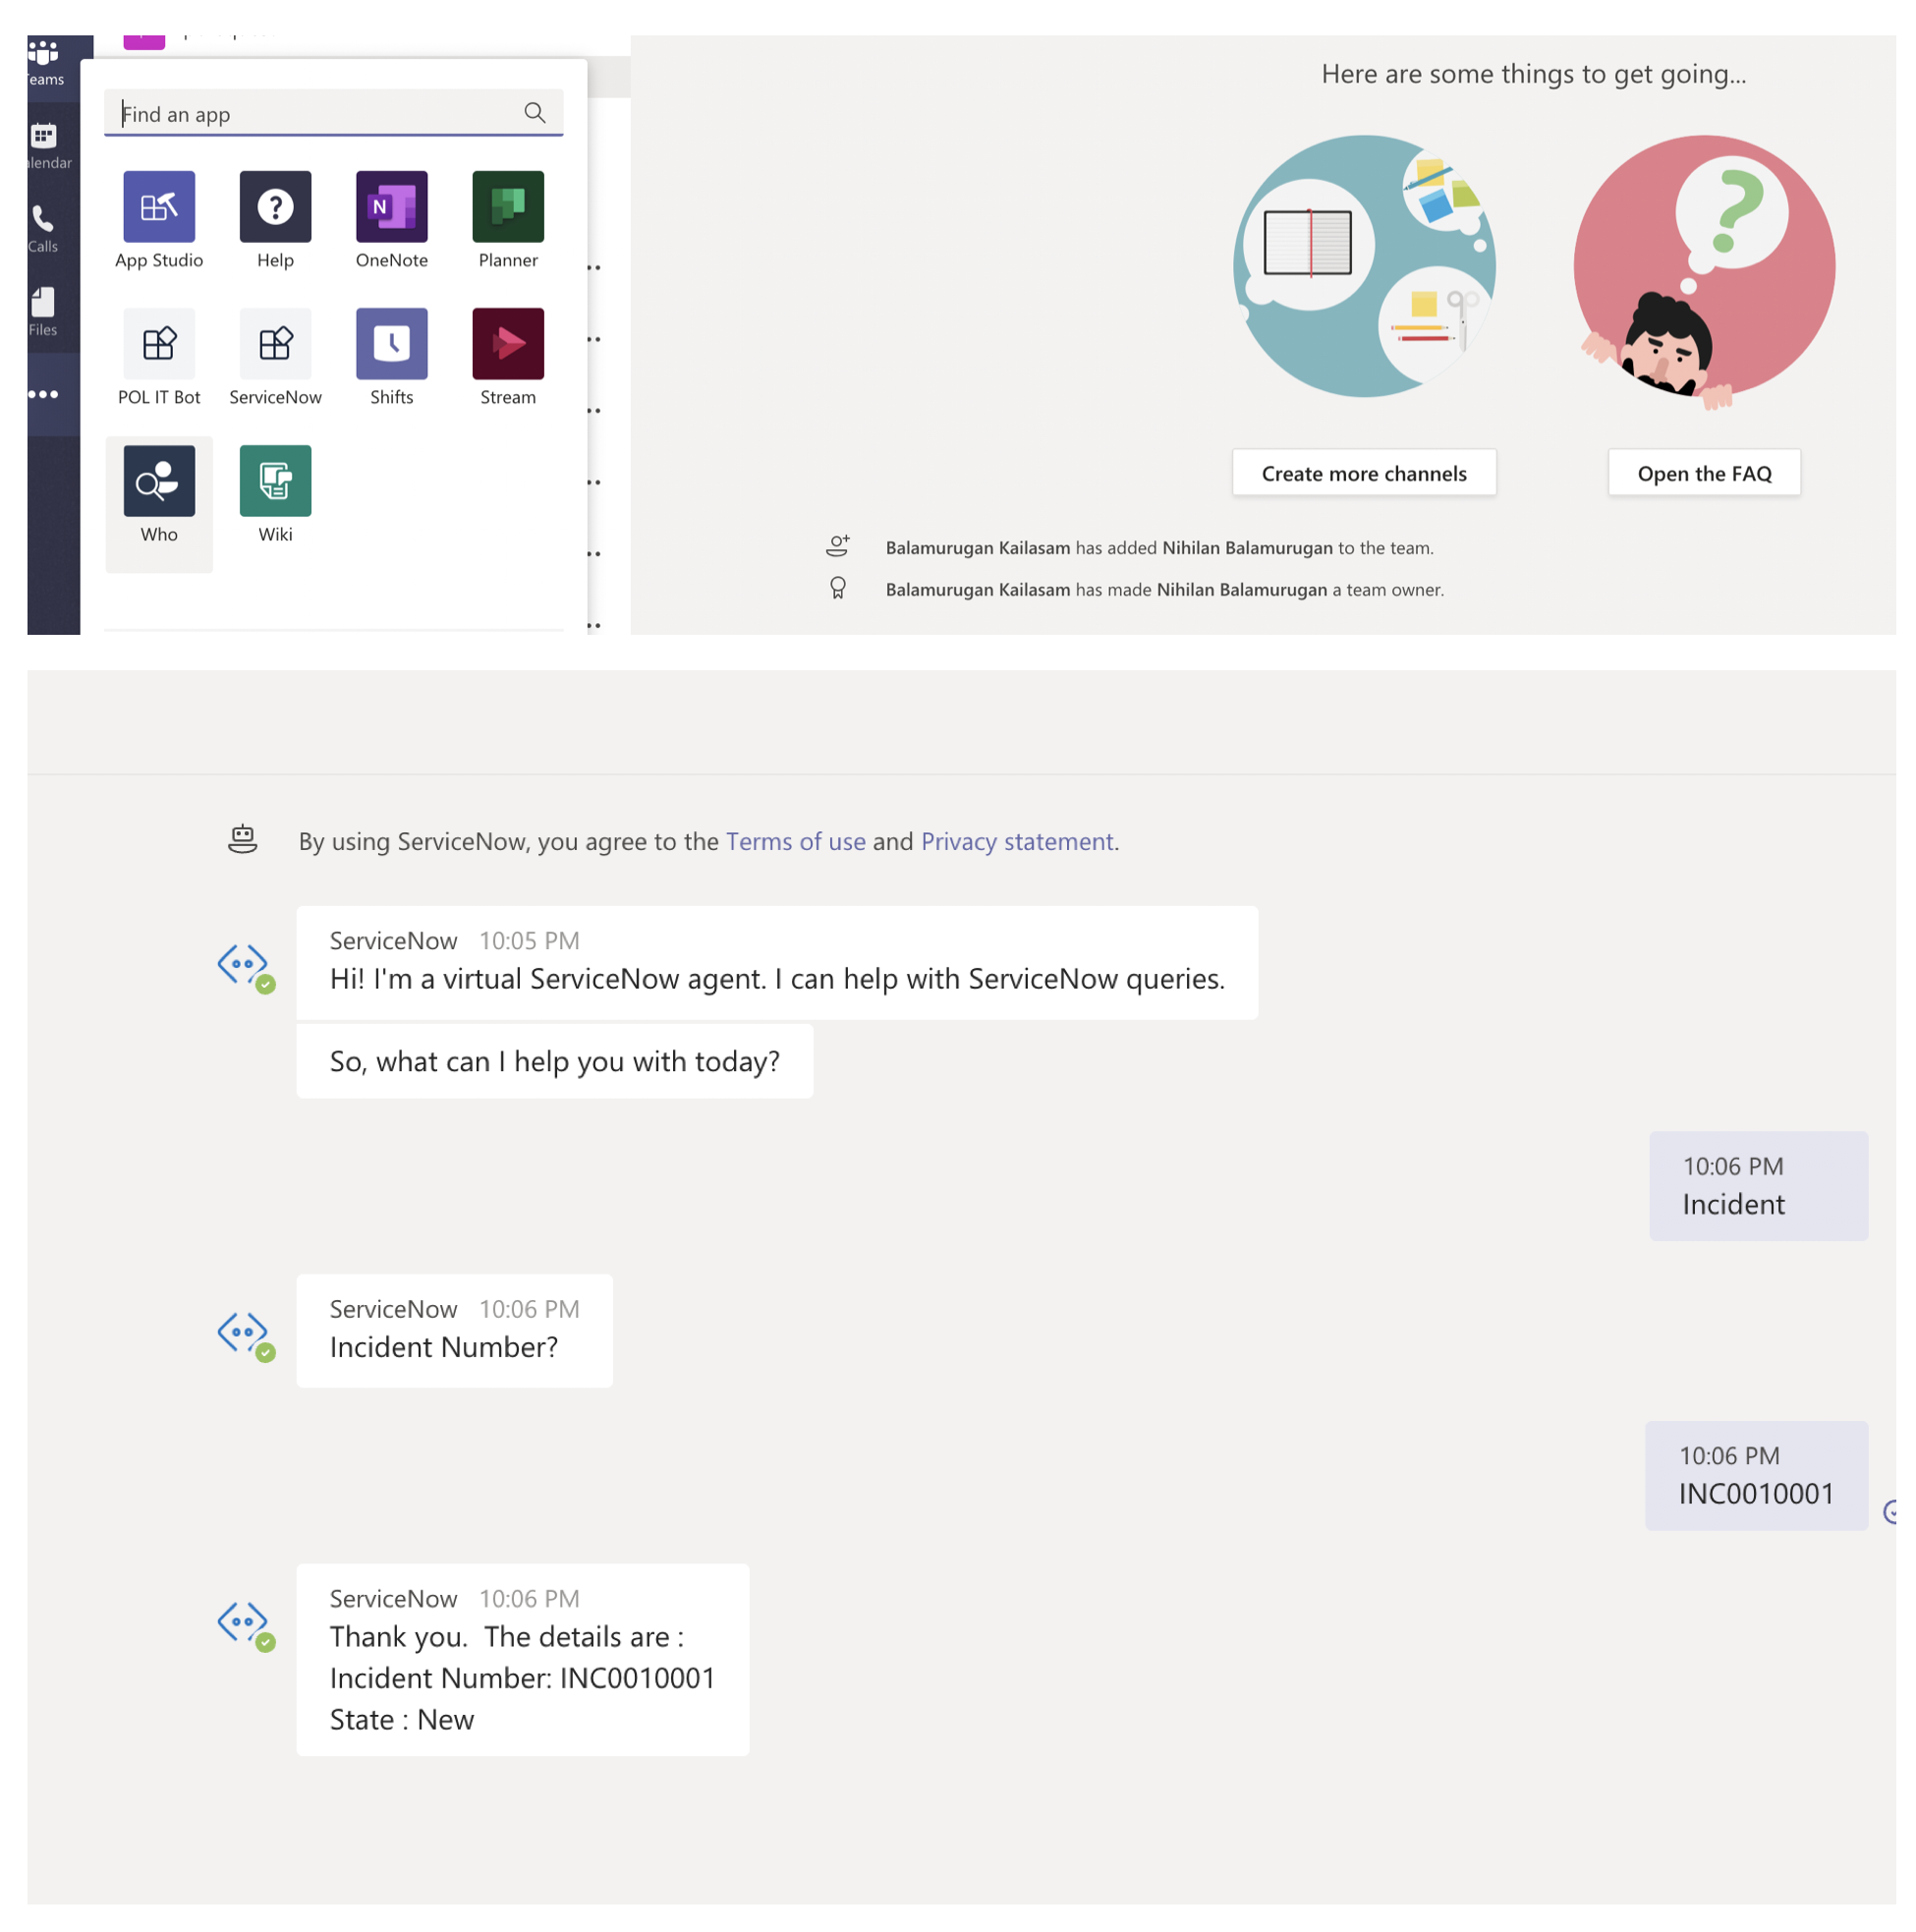 Teams
Find an app
App Studio
Help
OneNote
Planner
POL IT Bot
ServiceNow
Shifts
Stream
Who
Wiki
lendar
Calls
Files
Here are some things to get going...
Create more channels
Open the FAQ
Balamurugan Kailasam has added Nihilan Balamurugan to the team.
Balamurugan Kailasam has made Nihilan Balamurugan a team owner.
By using ServiceNow, you agree to the Terms of use and Privacy statement.
ServiceNow 10:05 PM
Hi! I'm a virtual ServiceNow agent. I can help with ServiceNow queries.
So, what can I help you with today?
10:06 PM
Incident
ServiceNow 10:06 PM
Incident Number?
10:06 PM
INC0010001
ServiceNow 10:06 PM
Thank you.  The details are :
Incident Number: INC0010001
State : New